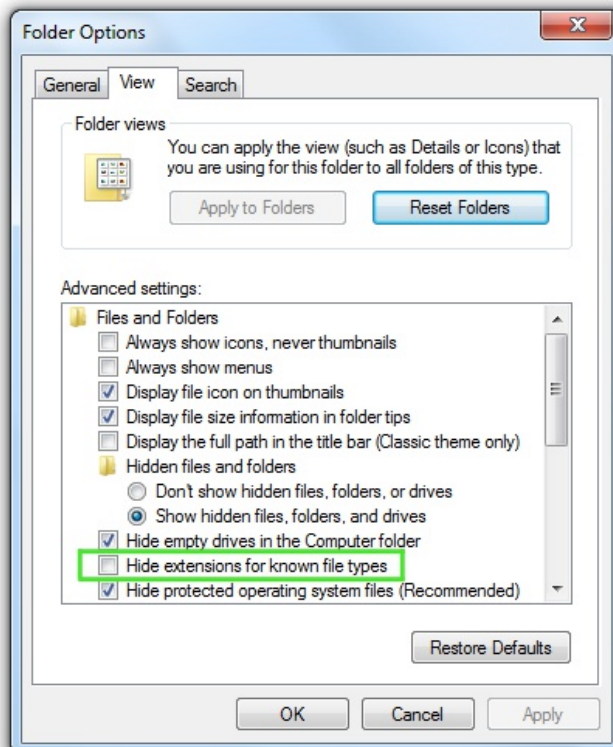 Folder Options
General
View
Search
Folder views
You can apply the view (such as Details or Icons) that
you are using for this folder to all folders of this type.
Apply to Folders
Reset Folders
Advanced settings:
Files and Folders
Always show icons, never thumbnails
Always show menus
Display file icon on thumbnails
Display file size information in folder tips
Display the full path in the title bar (Classic theme only)
Hidden files and folders
Don't show hidden files, folders, or drives
Show hidden files, folders, and drives
Hide empty drives in the Computer folder
Hide extensions for known file types
Hide protected operating system files (Recommended)
Restore Defaults
OK
Cancel
Apply